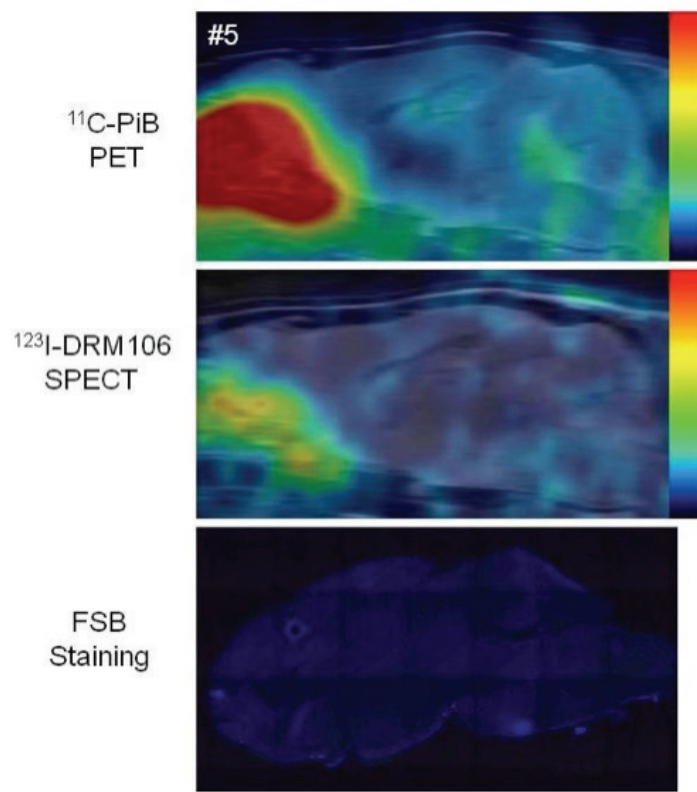 #5
¹¹C-PiB
PET
¹²³I-DRM106
SPECT
FSB
Staining